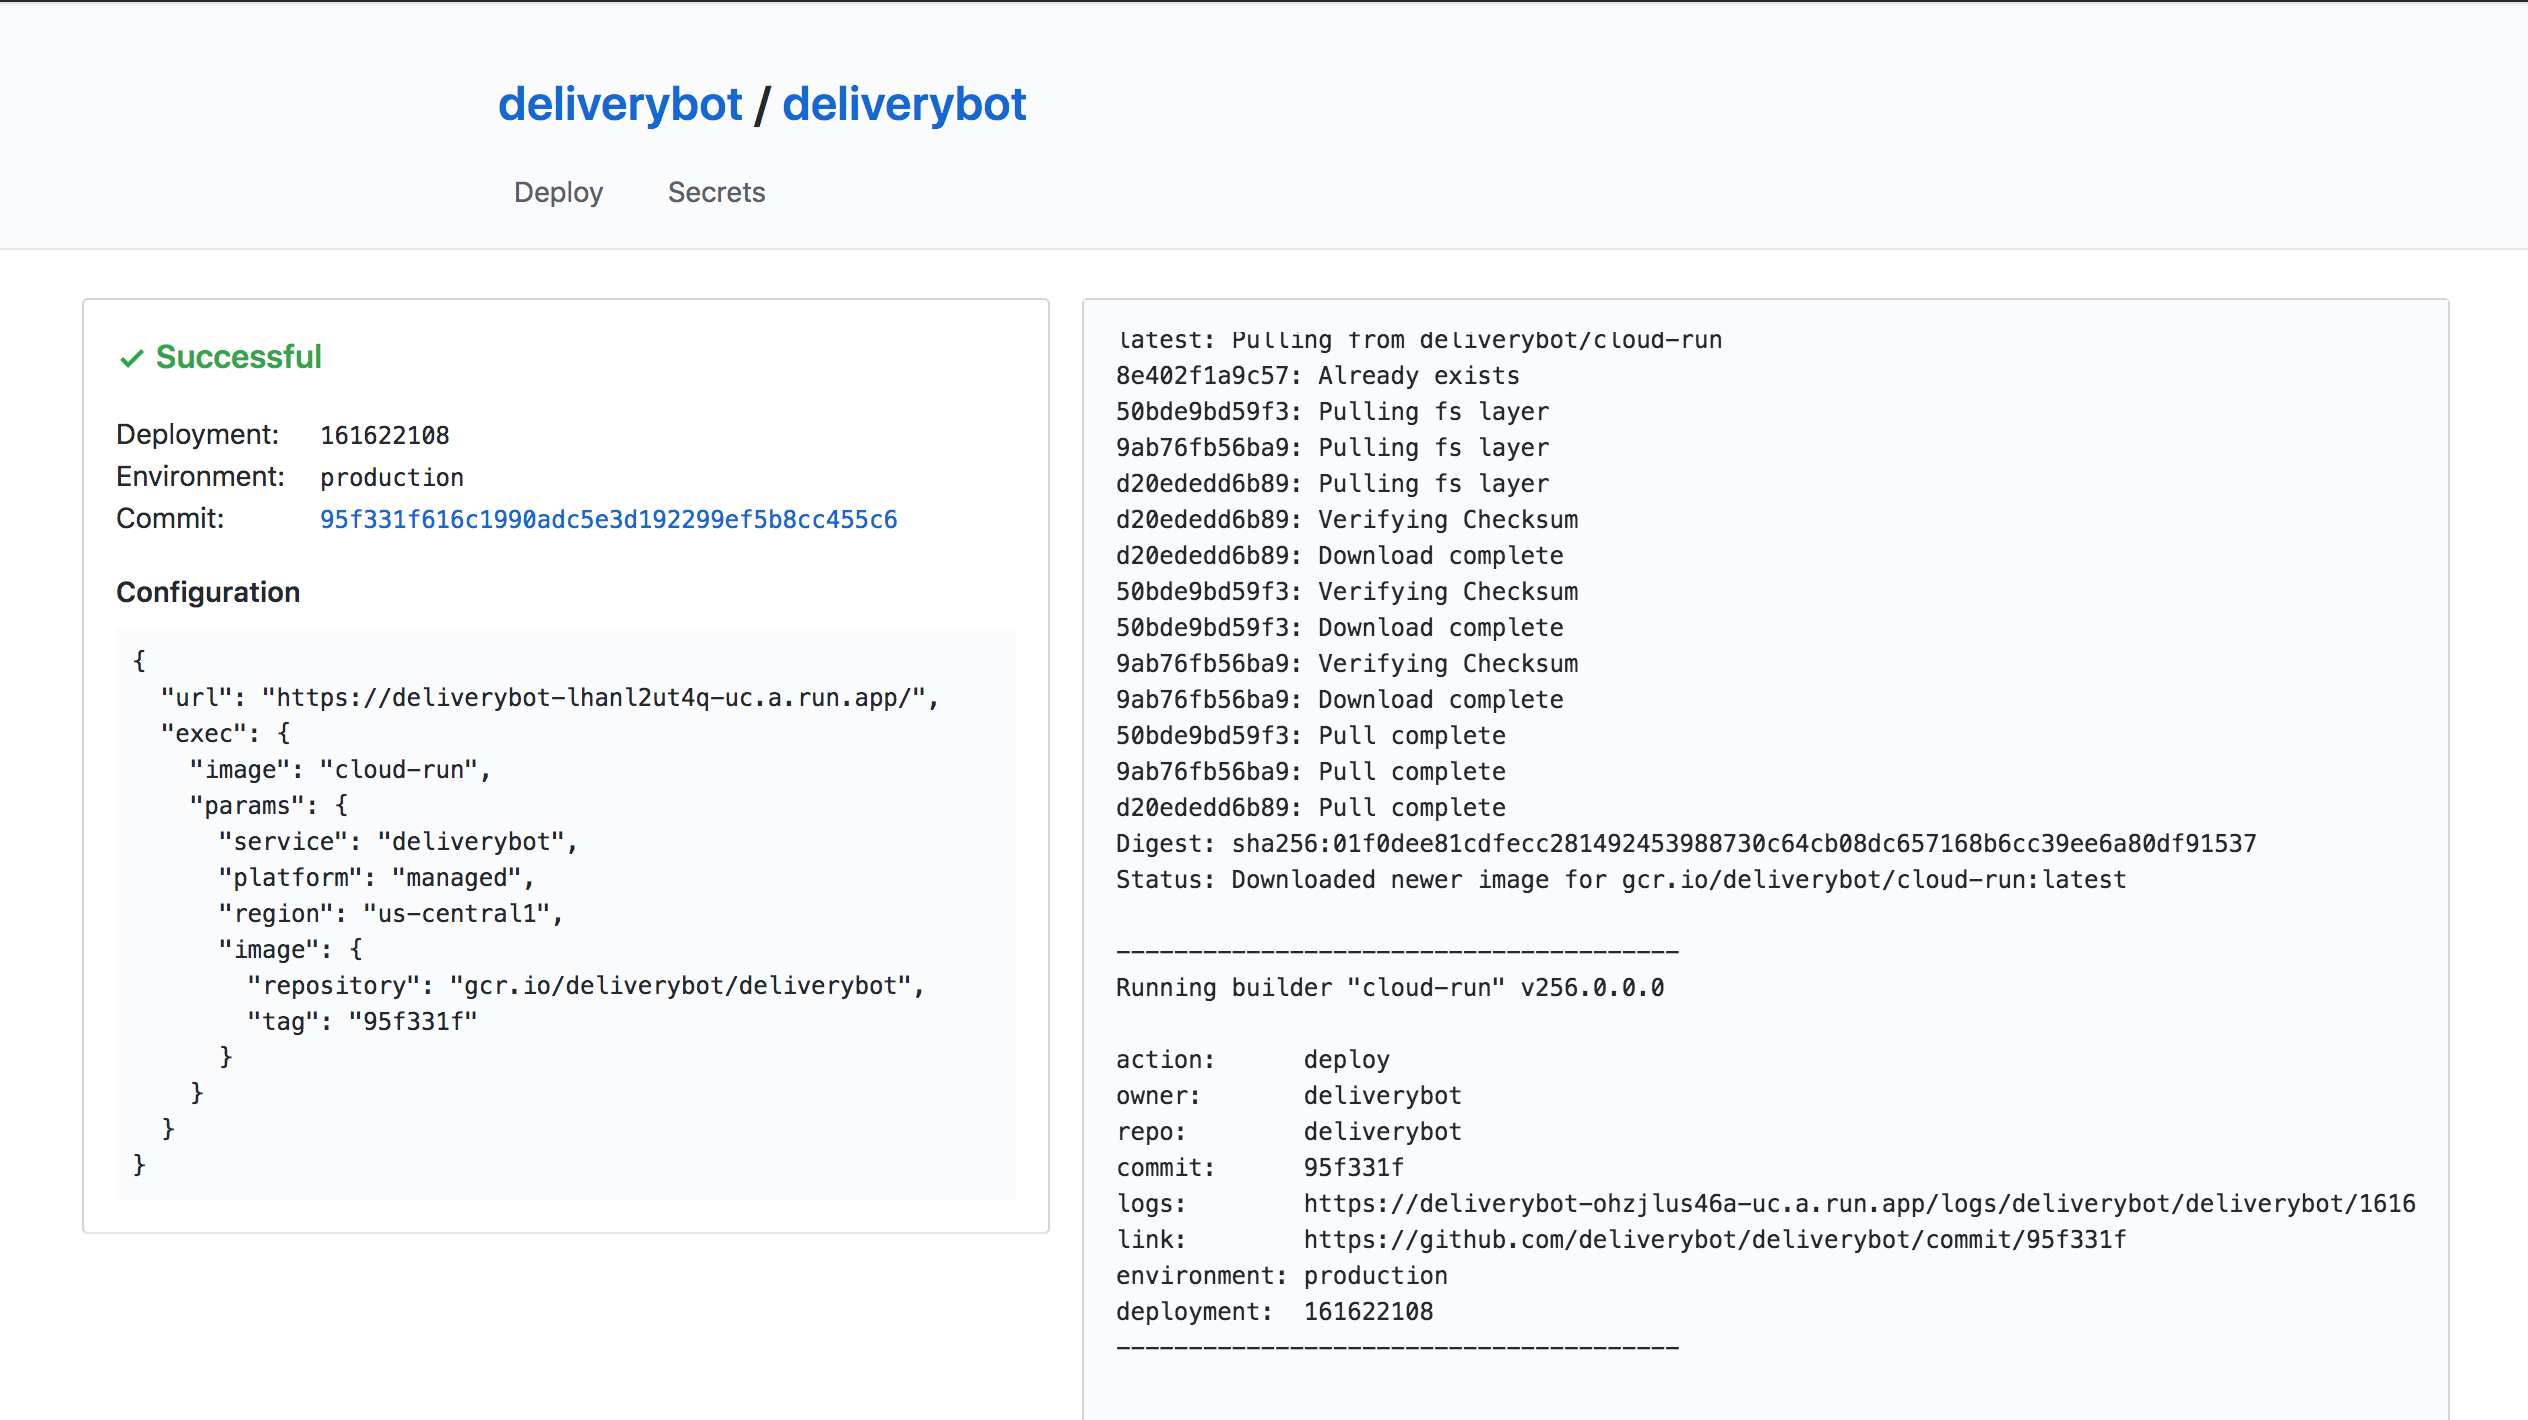 deliverybot / deliverybot
Deploy Secrets
✓ Successful
Deployment: 161622108
Environment: production
Commit: 95f331f616c1990adc5e3d192299ef5b8cc455c6
Configuration
{
  "url": "https://deliverybot-lhanl2ut4q-uc.a.run.app/",
  "exec": {
    "image": "cloud-run",
    "params": {
      "service": "deliverybot",
      "platform": "managed",
      "region": "us-central1",
      "image": {
        "repository": "gcr.io/deliverybot/deliverybot",
        "tag": "95f331f"
      }
    }
  }
}
latest: Pulling from deliverybot/cloud-run
8e402f1a9c57: Already exists
50bde9bd59f3: Pulling fs layer
9ab76fb56ba9: Pulling fs layer
d20ededd6b89: Pulling fs layer
d20ededd6b89: Verifying Checksum
d20ededd6b89: Download complete
50bde9bd59f3: Verifying Checksum
50bde9bd59f3: Download complete
9ab76fb56ba9: Verifying Checksum
9ab76fb56ba9: Download complete
50bde9bd59f3: Pull complete
9ab76fb56ba9: Pull complete
d20ededd6b89: Pull complete
Digest: sha256:01f0dee81cdfecc281492453988730c64cb08dc657168b6cc39ee6a80df91537
Status: Downloaded newer image for gcr.io/deliverybot/cloud-run:latest
---------------------------------------
Running builder "cloud-run" v256.0.0.0
action:      deploy
owner:       deliverybot
repo:        deliverybot
commit:      95f331f
logs:        https://deliverybot-ohzjlus46a-uc.a.run.app/logs/deliverybot/deliverybot/1616
link:        https://github.com/deliverybot/deliverybot/commit/95f331f
environment: production
deployment:  161622108
---------------------------------------